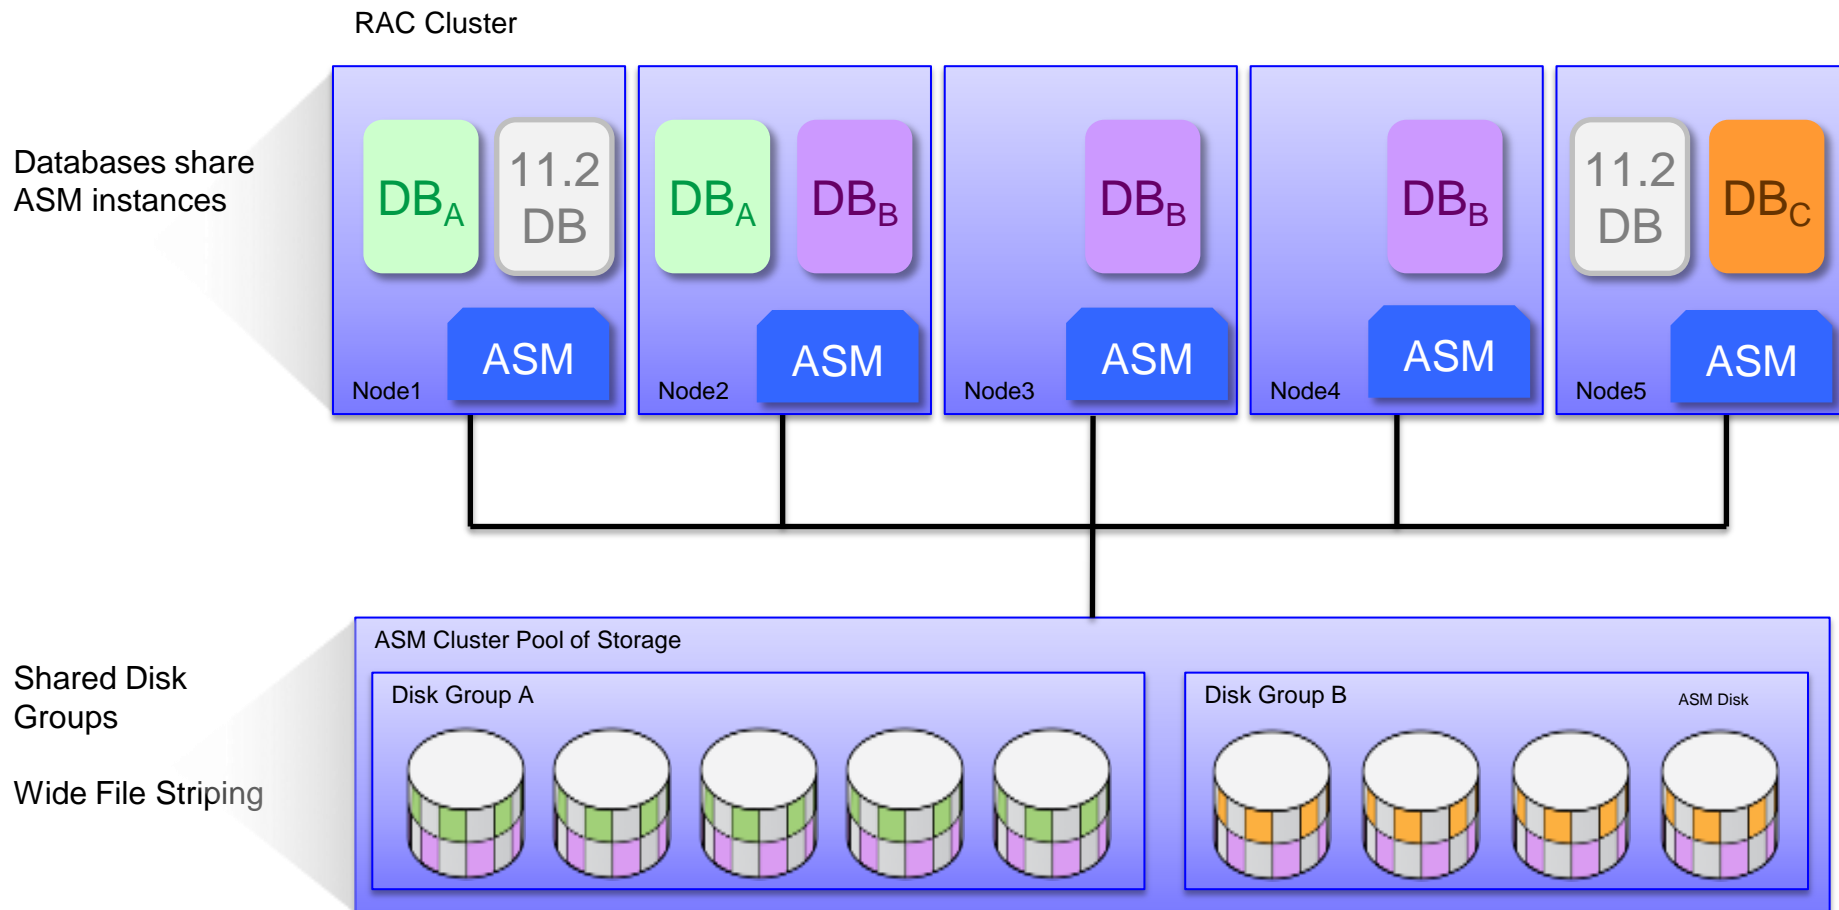 RAC Cluster
Databases share
ASM instances
DBA
11.2
DB
ASM
Node1
DBA
DBB
ASM
Node2
DBB
ASM
Node3
DBB
ASM
Node4
11.2
DB
DBC
ASM
Node5
Shared Disk
Groups
Wide File Striping
ASM Cluster Pool of Storage
Disk Group A
Disk Group B
ASM Disk